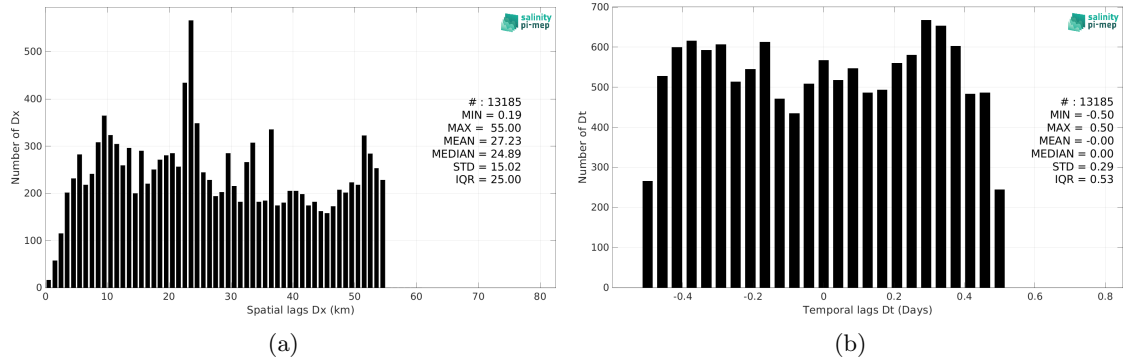 salinity
pi-mep
Number of Dx
500
400
300
200
100
0
# : 13185
MIN = 0.19
MAX = 55.00
MEAN = 27.23
MEDIAN = 24.89
STD = 15.02
IQR = 25.00
0 10 20 30 40 50 60 70 80
Spatial lags Dx (km)
(a)
salinity
pi-mep
Number of Dt
700
600
500
400
300
200
100
0
# : 13185
MIN = -0.50
MAX = 0.50
MEAN = -0.00
MEDIAN = 0.00
STD = 0.29
IQR = 0.53
-0.4 -0.2 0 0.2 0.4 0.6 0.8
Temporal lags Dt (Days)
(b)